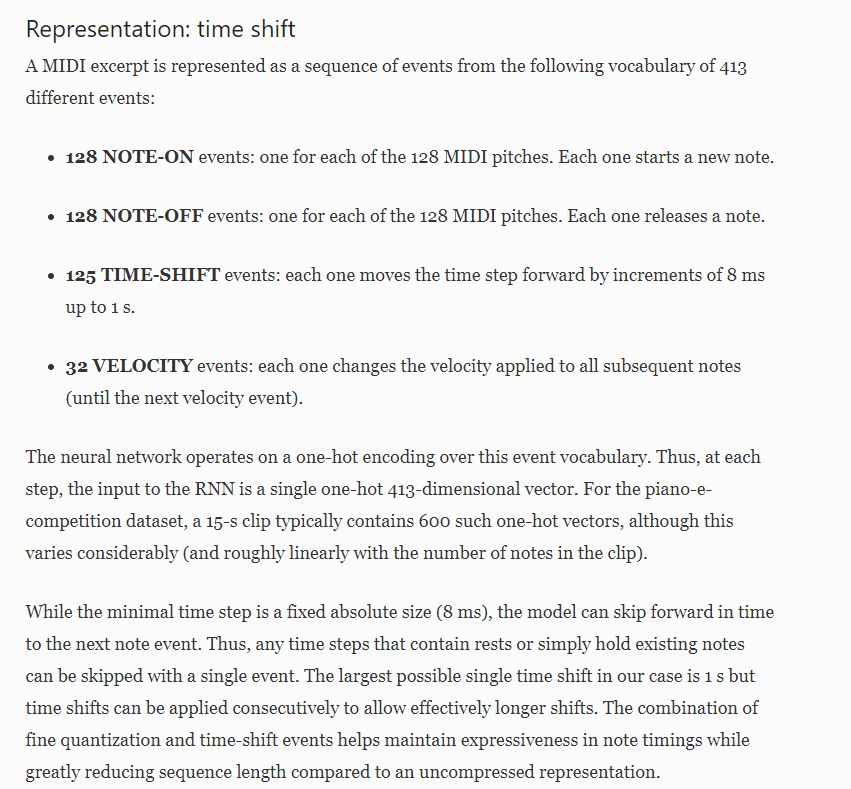 Representation: time shift
A MIDI excerpt is represented as a sequence of events from the following vocabulary of 413
different events:
• 128 NOTE-ON events: one for each of the 128 MIDI pitches. Each one starts a new note.
• 128 NOTE-OFF events: one for each of the 128 MIDI pitches. Each one releases a note.
• 125 TIME-SHIFT events: each one moves the time step forward by increments of 8 ms
up to 1 s.
• 32 VELOCITY events: each one changes the velocity applied to all subsequent notes
(until the next velocity event).
The neural network operates on a one-hot encoding over this event vocabulary. Thus, at each
step, the input to the RNN is a single one-hot 413-dimensional vector. For the piano-e-
competition dataset, a 15-s clip typically contains 600 such one-hot vectors, although this
varies considerably (and roughly linearly with the number of notes in the clip).
While the minimal time step is a fixed absolute size (8 ms), the model can skip forward in time
to the next note event. Thus, any time steps that contain rests or simply hold existing notes
can be skipped with a single event. The largest possible single time shift in our case is 1 s but
time shifts can be applied consecutively to allow effectively longer shifts. The combination of
fine quantization and time-shift events helps maintain expressiveness in note timings while
greatly reducing sequence length compared to an uncompressed representation.